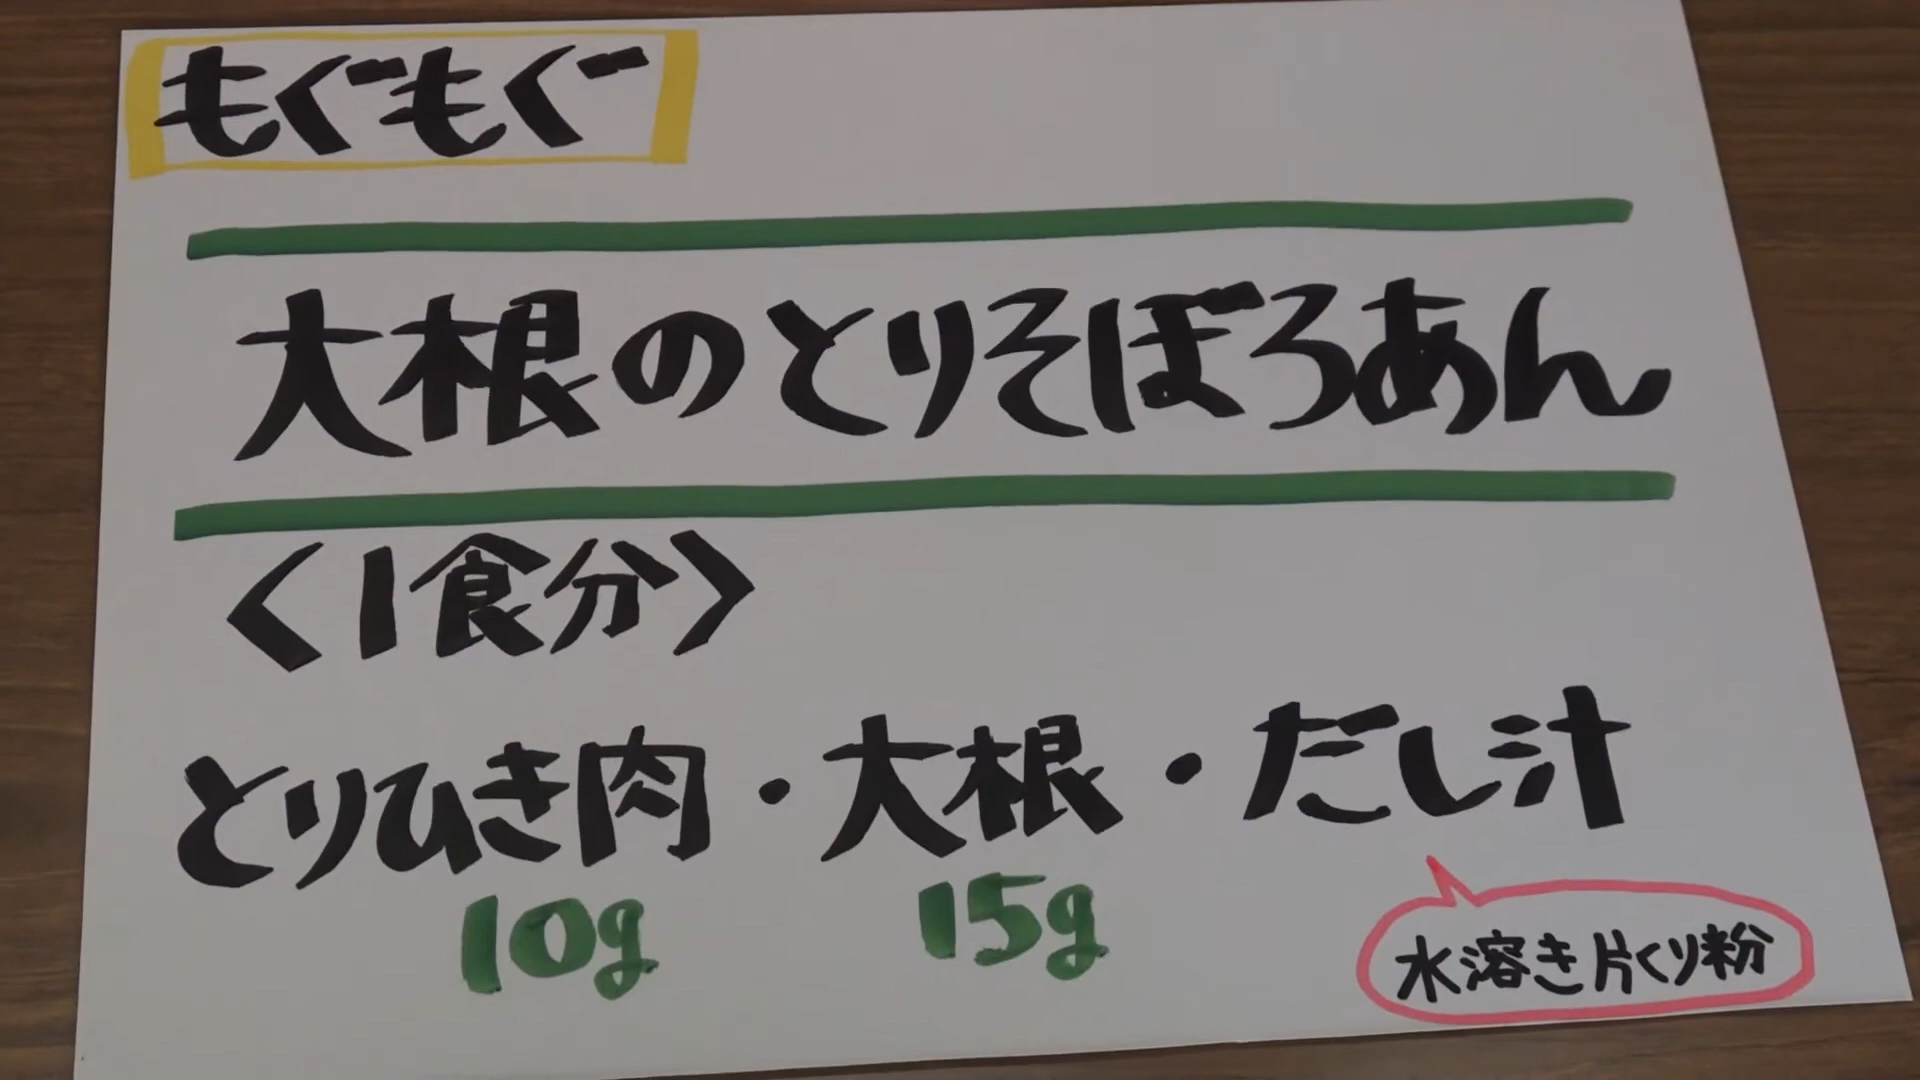 もぐもぐ
大根のとりそぼろあん
〈1食分〉
とりひき肉・大根・だし汁
10g 15g
水溶き片くり粉